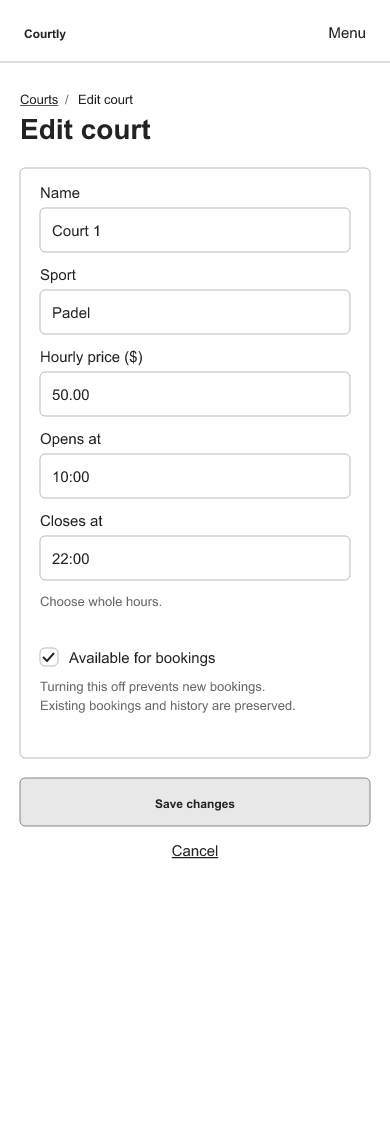 Courtly
Menu
Courts / Edit court
Edit court
Name
Court 1
Sport
Padel
Hourly price ($)
50.00
Opens at
10:00
Closes at
22:00
Choose whole hours.
Available for bookings
Turning this off prevents new bookings.
Existing bookings and history are preserved.
Save changes
Cancel